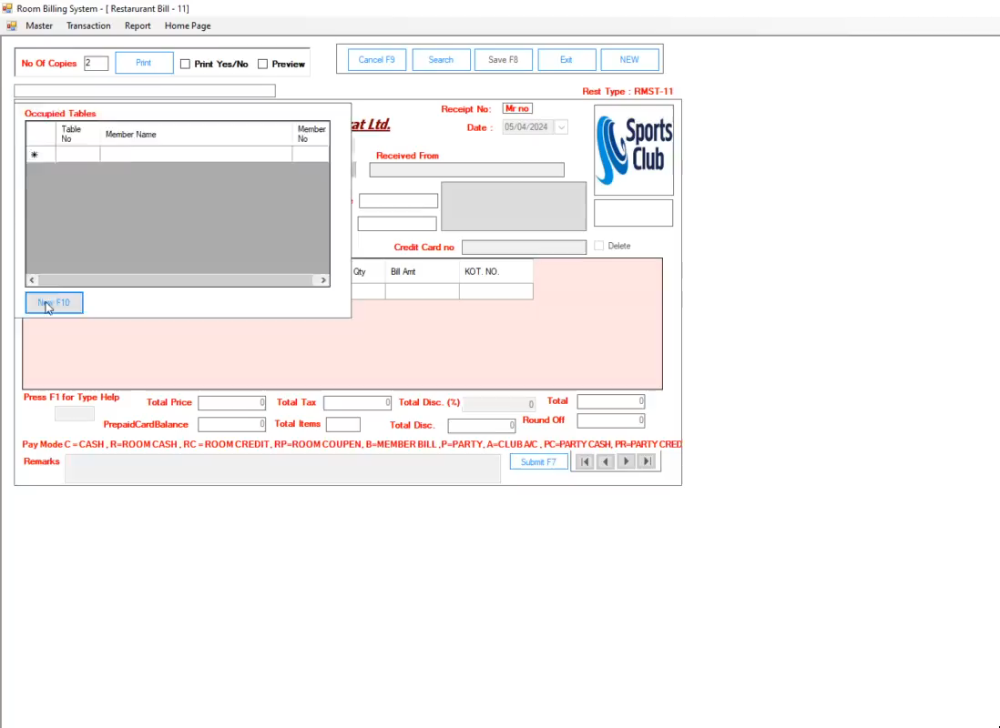 Room Billing System - [ Restarurant Bill - 11]
Master Transaction Report Home Page
No Of Copies 2 Print Print Yes/No Preview Cancel F9 Search Save F8 Exit NEW
Rest Type : RMST-11
Occupied Tables
Table No Member Name Member No
at Ltd.
Receipt No: Mr no
Date : 05/04/2024
Received From
Sports Club
Credit Card no Delete
Qty Bill Amt KOT. NO.
New F10
Press F1 for Type Help Total Price 0 Total Tax 0 Total Disc. (%) 0 Total 0
PrepaidCardBalance 0 Total Items Total Disc. 0 Round Off 0
Pay Mode C = CASH , R=ROOM CASH , RC = ROOM CREDIT, RP=ROOM COUPEN, B=MEMBER BILL ,P=PARTY, A=CLUB A/C , PC=PARTY CASH, PR=PARTY CRED
Remarks Submit F7